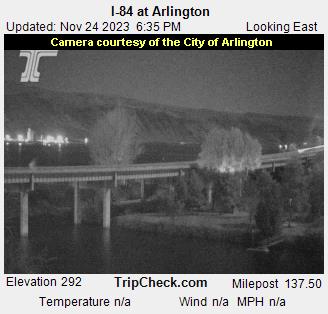 I-84 at Arlington
Updated: Nov 24 2023 6:35 PM Looking East
Camera courtesy of the City of Arlington
Elevation 292 TripCheck.com Milepost 137.50
Temperature n/a Wind n/a MPH n/a